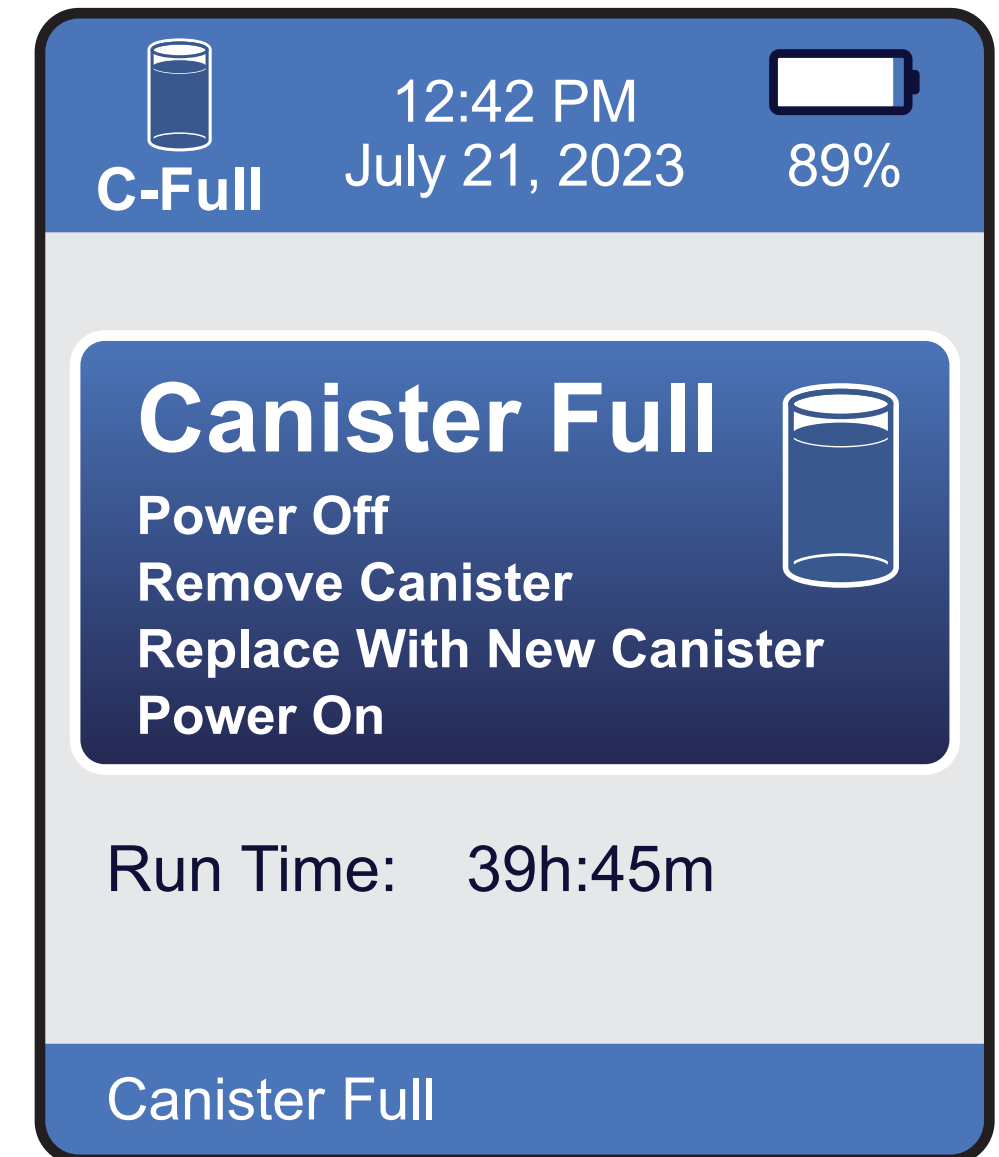 C-Full
12:42 PM
July 21, 2023
89%
Canister Full
Power Off
Remove Canister
Replace With New Canister
Power On
Run Time: 39h:45m
Canister Full